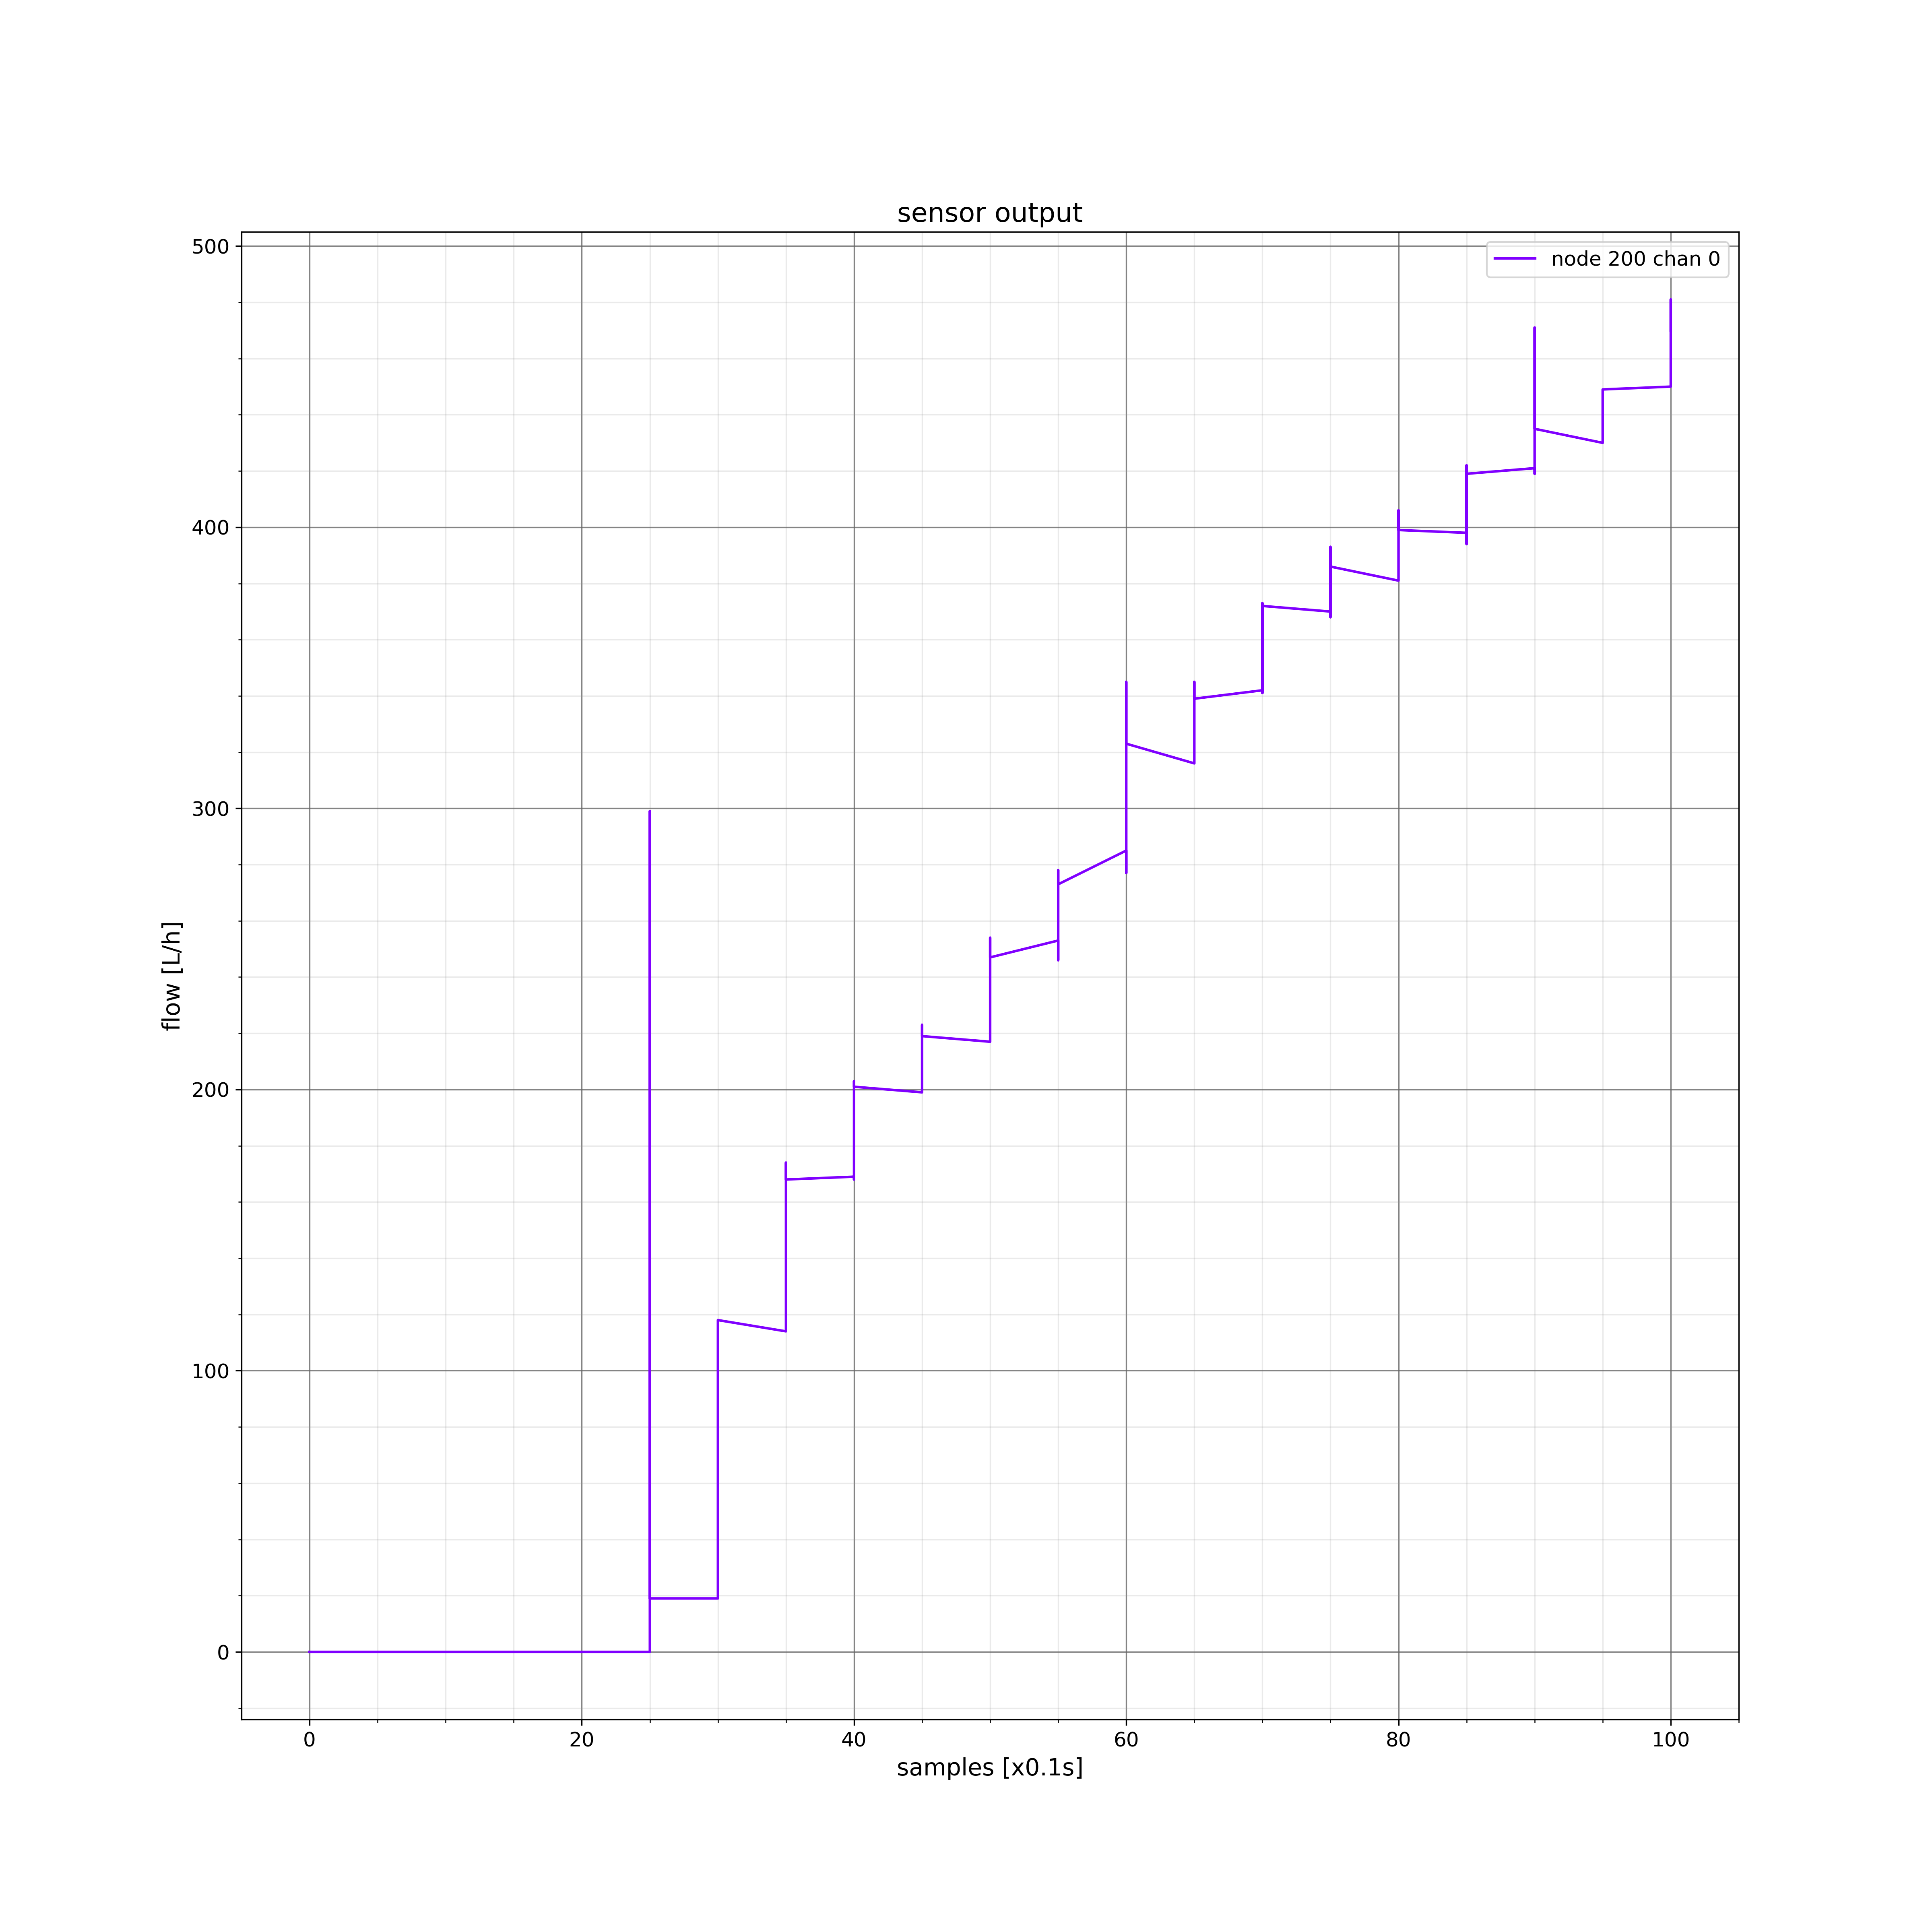 sensor output
node 200 chan 0
500
400
300
200
100
0
flow [L/h]
0 20 40 60 80 100
samples [x0.1s]